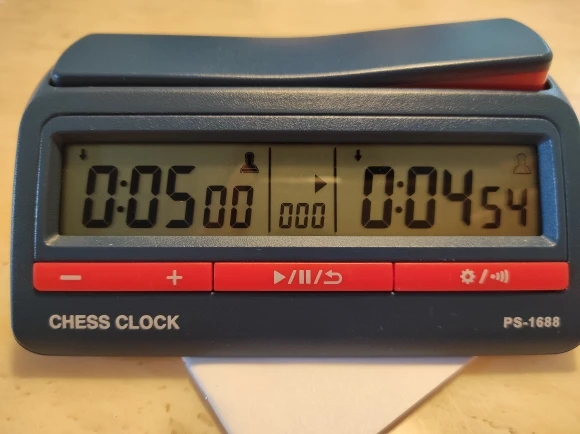 0:05 00 000 0:04 54
− + ▶/II/⮌ ⚙/•)))
CHESS CLOCK PS-1688